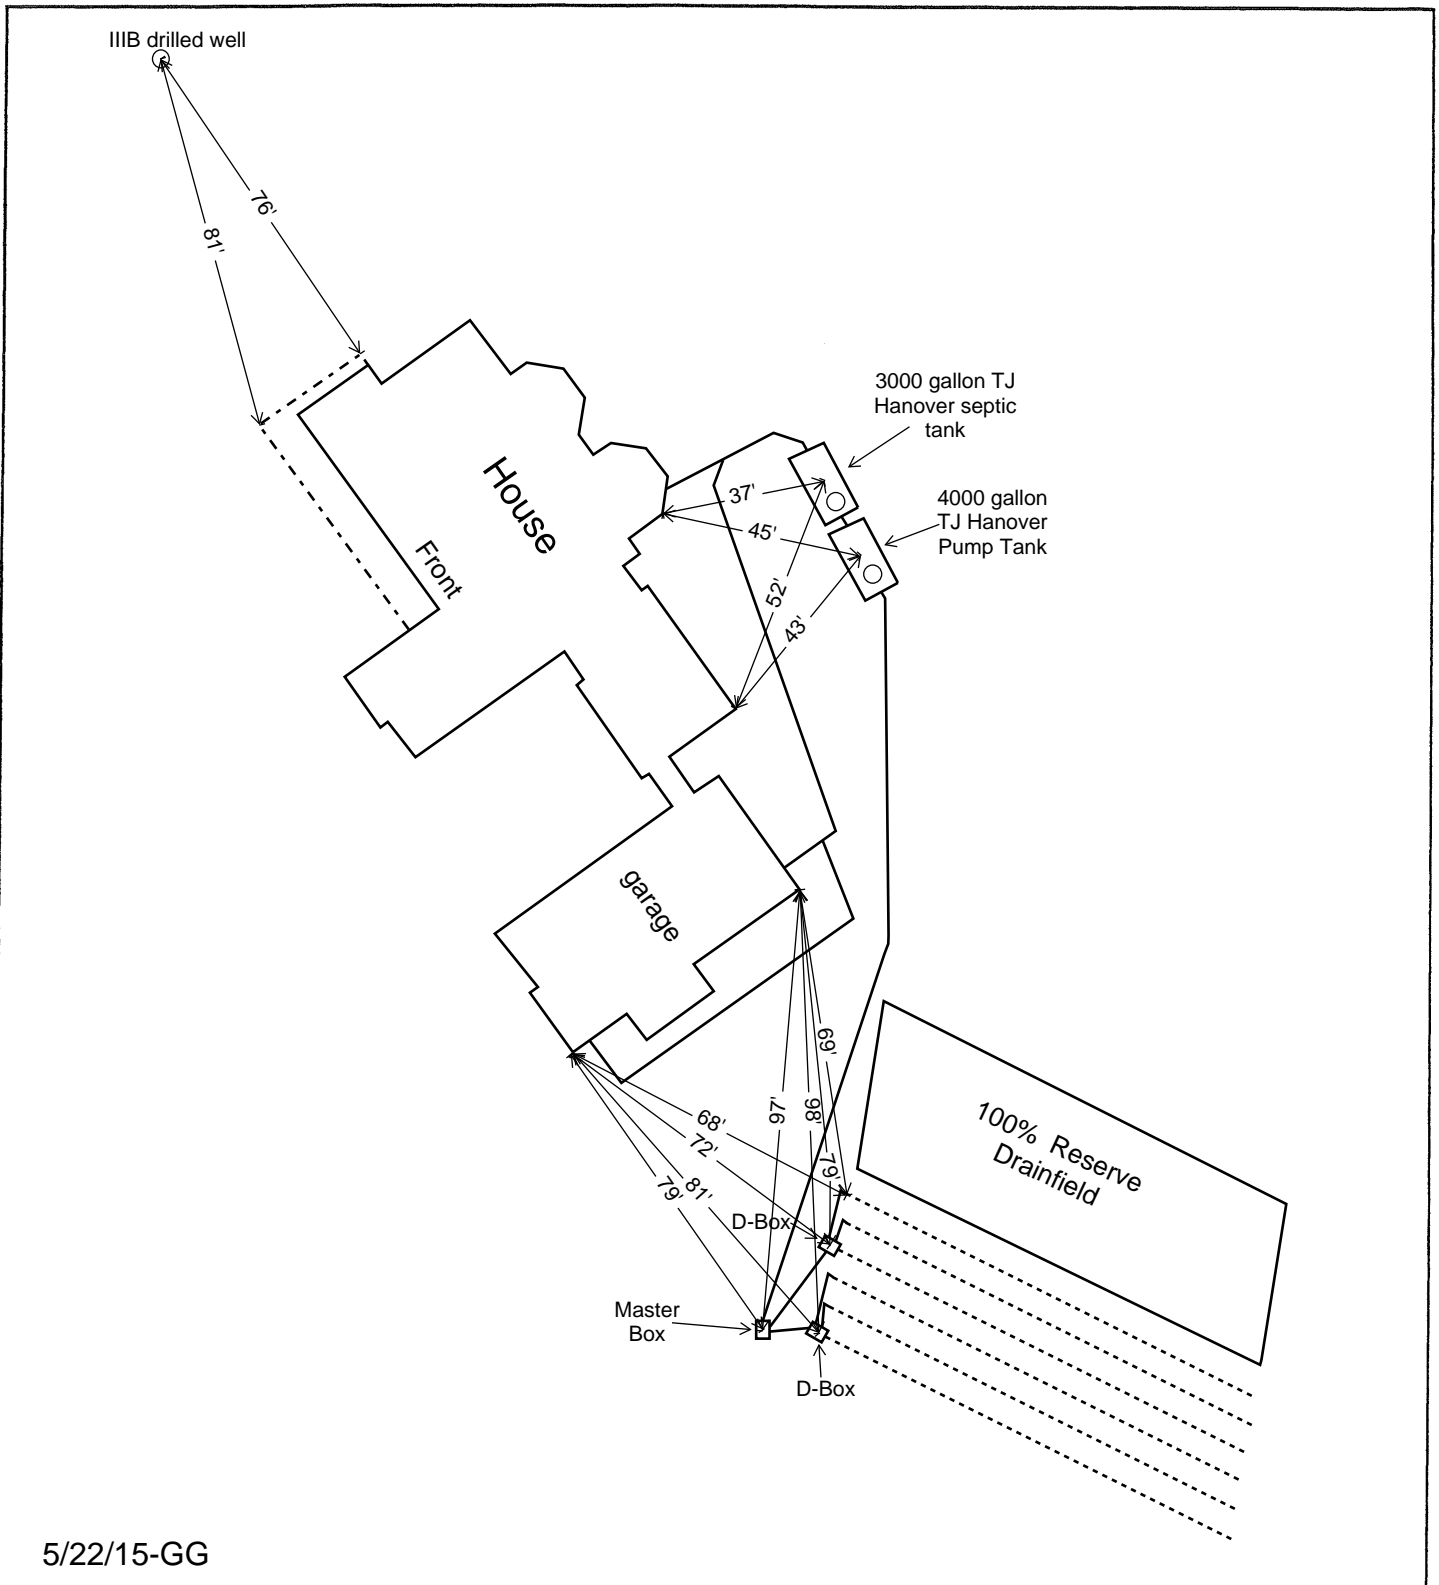 IIIB drilled well
76'
81'
3000 gallon TJ
Hanover septic
tank
4000 gallon
TJ Hanover
Pump Tank
House
Front
37'
45'
52'
43'
garage
69'
97'
98'
79'
68'
72'
81'
79'
100% Reserve
Drainfield
D-Box
Master
Box
D-Box
5/22/15-GG